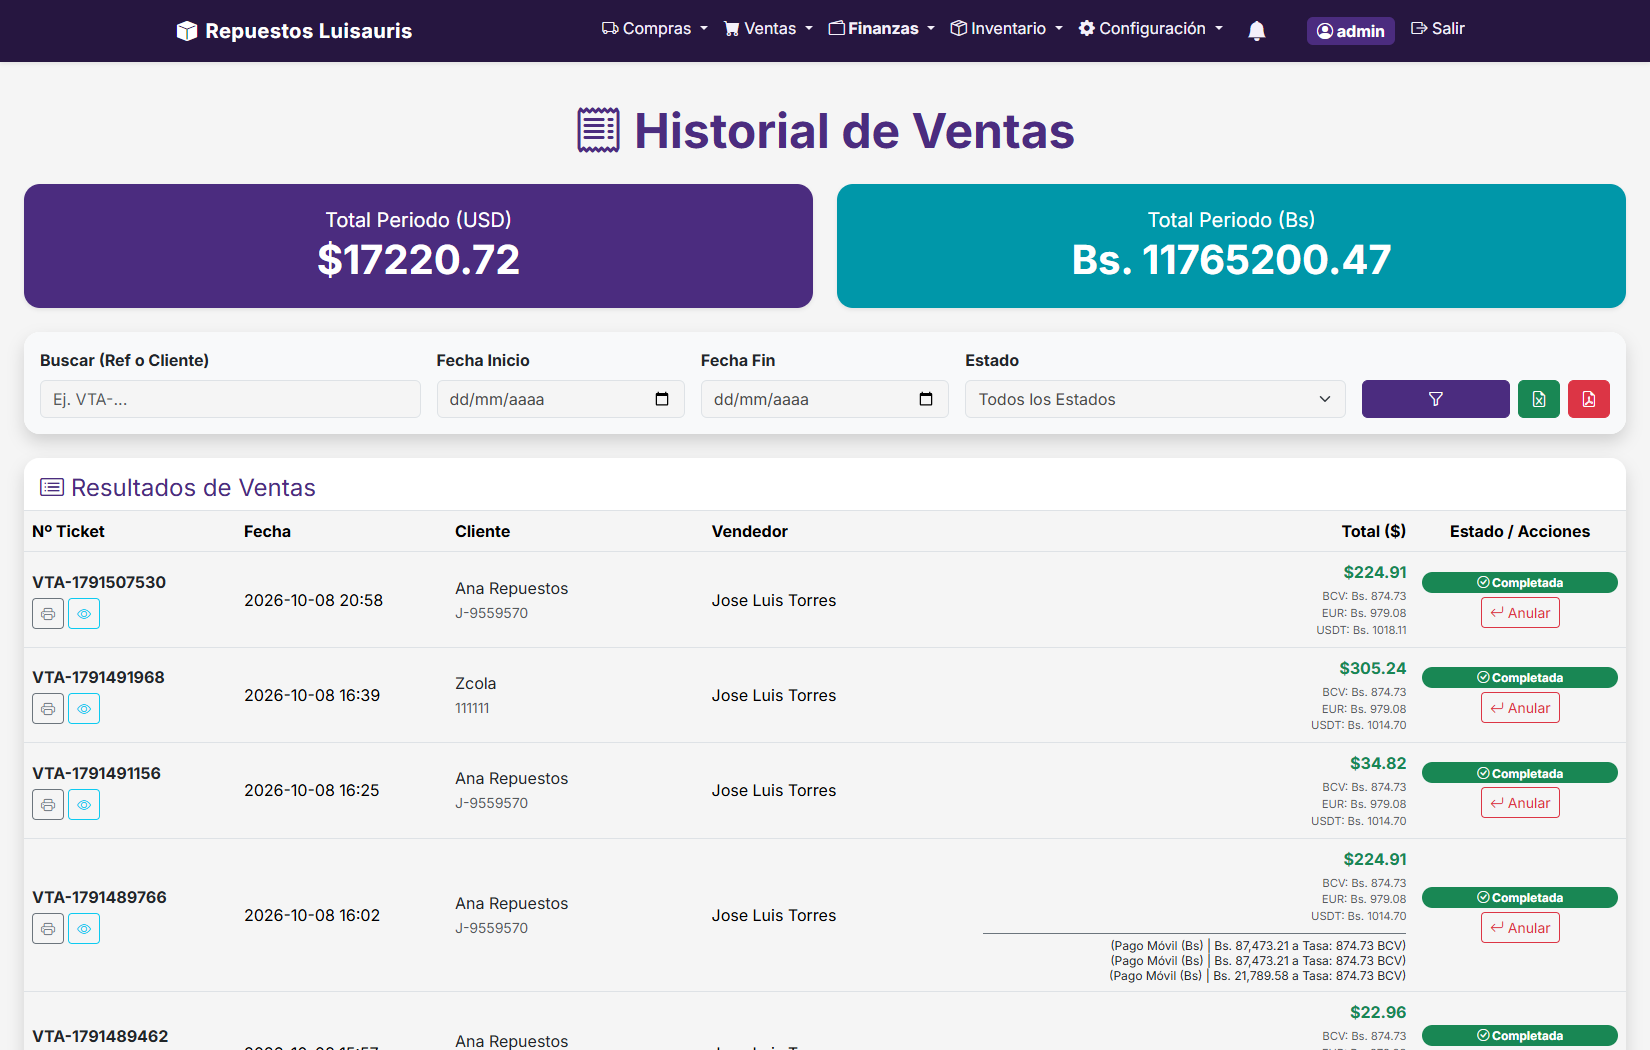 Repuestos Luisauris
Compras
Ventas
Finanzas
Inventario
Configuración
admin
Salir
Historial de Ventas
Total Periodo (USD)
$17220.72
Total Periodo (Bs)
Bs. 11765200.47
Buscar (Ref o Cliente)
Fecha Inicio
Fecha Fin
Estado
Ej. VTA-...
dd/mm/aaaa
dd/mm/aaaa
Todos los Estados
Resultados de Ventas
Nº Ticket Fecha Cliente Vendedor Total ($) Estado / Acciones
VTA-1791507530
2026-10-08 20:58
Ana Repuestos
J-9559570
Jose Luis Torres
$224.91
BCV: Bs. 874.73
EUR: Bs. 979.08
USDT: Bs. 1018.11
Completada
Anular
VTA-1791491968
2026-10-08 16:39
Zcola
111111
Jose Luis Torres
$305.24
BCV: Bs. 874.73
EUR: Bs. 979.08
USDT: Bs. 1014.70
Completada
Anular
VTA-1791491156
2026-10-08 16:25
Ana Repuestos
J-9559570
Jose Luis Torres
$34.82
BCV: Bs. 874.73
EUR: Bs. 979.08
USDT: Bs. 1014.70
Completada
Anular
VTA-1791489766
2026-10-08 16:02
Ana Repuestos
J-9559570
Jose Luis Torres
$224.91
BCV: Bs. 874.73
EUR: Bs. 979.08
USDT: Bs. 1014.70
(Pago Móvil (Bs) | Bs. 87,473.21 a Tasa: 874.73 BCV)
(Pago Móvil (Bs) | Bs. 87,473.21 a Tasa: 874.73 BCV)
(Pago Móvil (Bs) | Bs. 21,789.58 a Tasa: 874.73 BCV)
Completada
Anular
VTA-1791489462
Ana Repuestos
$22.96
BCV: Bs. 874.73
Completada